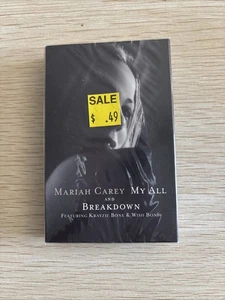 SALE
$ .49
MARIAH CAREY MY ALL
AND
BREAKDOWN
FEATURING KRAYZIE BONE & WISH BONE